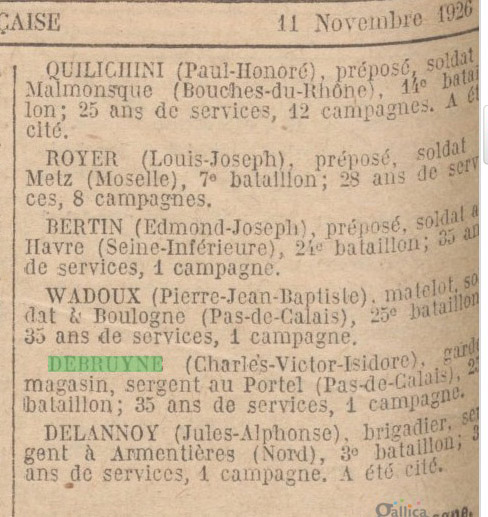 ÇAISE 11 Novembre 1926
QUILICHINI (Paul-Honoré), préposé, soldat
Malmonsque (Bouches-du-Rhône), 14e batai
lon; 25 ans de services, 12 campagnes. A ét
cité.
ROYER (Louis-Joseph), préposé, soldat
Metz (Moselle), 7e bataillon; 28 ans de serv
ces, 8 campagnes.
BERTIN (Edmond-Joseph), préposé, soldat a
Havre (Seine-Inférieure), 24e bataillon; 35 an
de services, 1 campagne.
WADOUX (Pierre-Jean-Baptiste), matelot, so
dat à Boulogne (Pas-de-Calais), 25e bataillon
35 ans de services, 1 campagne.
DEBRUYNE (Charles-Victor-Isidore), gard
magasin, sergent au Portel (Pas-de-Calais), 2
bataillon; 35 ans de services, 1 campagne.
DELANNOY (Jules-Alphonse), brigadier, se
gent à Armentières (Nord), 3e bataillon; 3
ans de services, 1 campagne. A été cité.
Gallica